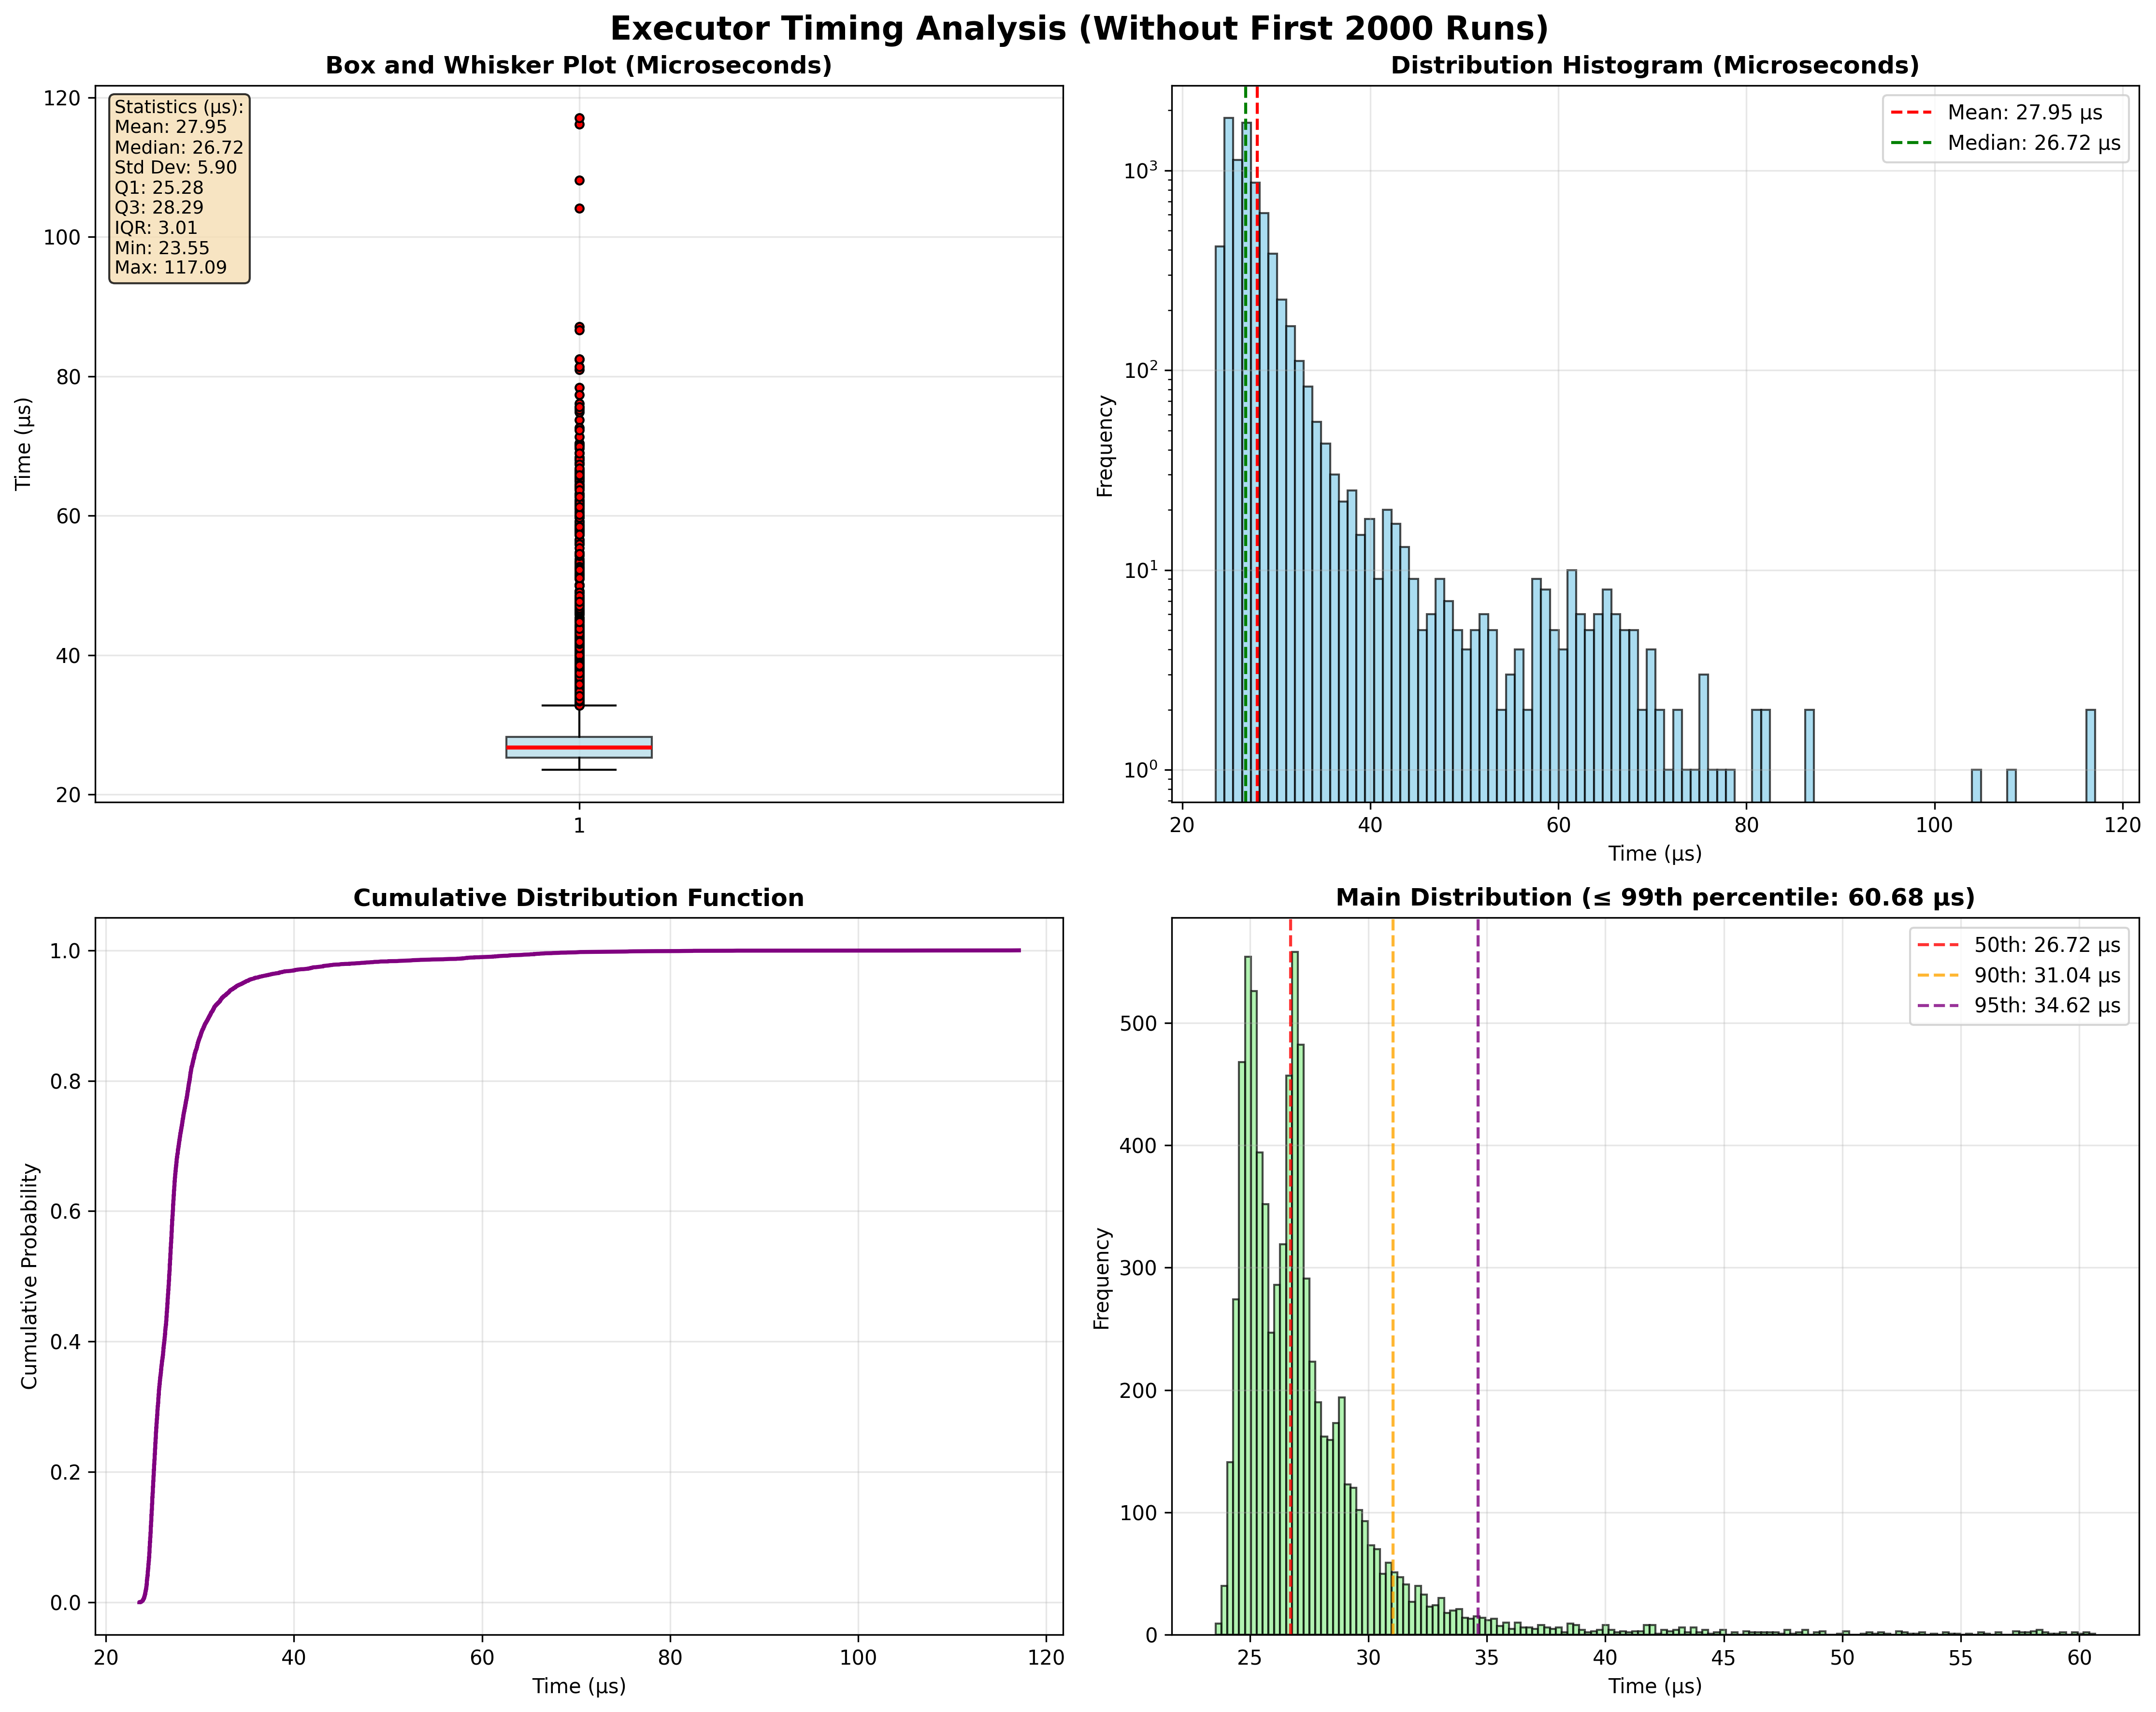 Executor Timing Analysis (Without First 2000 Runs)
Box and Whisker Plot (Microseconds)
120
100
80
60
40
20
Time (µs)
Statistics (µs):
Mean: 27.95
Median: 26.72
Std Dev: 5.90
Q1: 25.28
Q3: 28.29
IQR: 3.01
Min: 23.55
Max: 117.09
1
Distribution Histogram (Microseconds)
10³
10²
10¹
10⁰
Frequency
Mean: 27.95 µs
Median: 26.72 µs
20 40 60 80 100 120
Time (µs)
Cumulative Distribution Function
1.0
0.8
0.6
0.4
0.2
0.0
Cumulative Probability
20 40 60 80 100 120
Time (µs)
Main Distribution (≤ 99th percentile: 60.68 µs)
500
400
300
200
100
0
Frequency
50th: 26.72 µs
90th: 31.04 µs
95th: 34.62 µs
25 30 35 40 45 50 55 60
Time (µs)